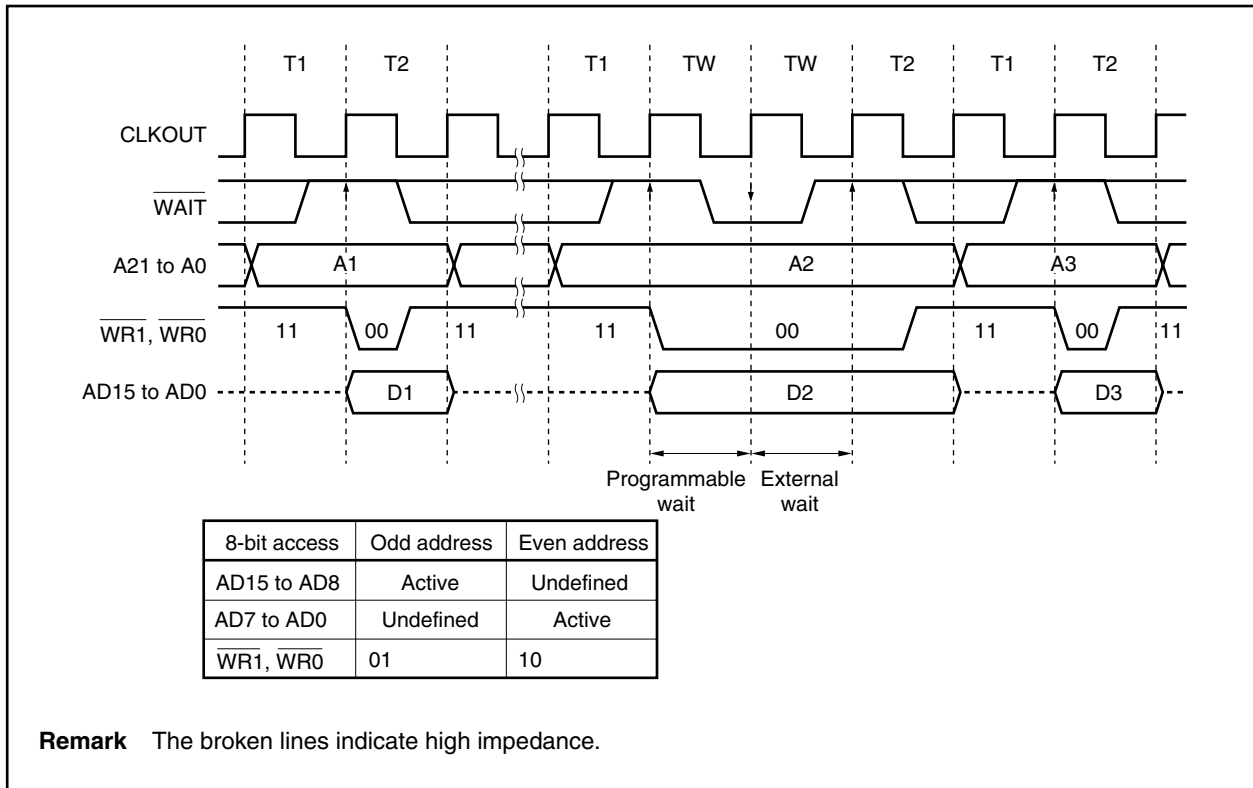 T1 T2 T1 TW TW T2 T1 T2
CLKOUT
WAIT
A21 to A0 A1 A2 A3
WR1, WR0 11 00 11 11 00 11 00 11
AD15 to AD0 D1 D2 D3
Programmable wait
External wait
8-bit access Odd address Even address
AD15 to AD8 Active Undefined
AD7 to AD0 Undefined Active
WR1, WR0 01 10
Remark The broken lines indicate high impedance.